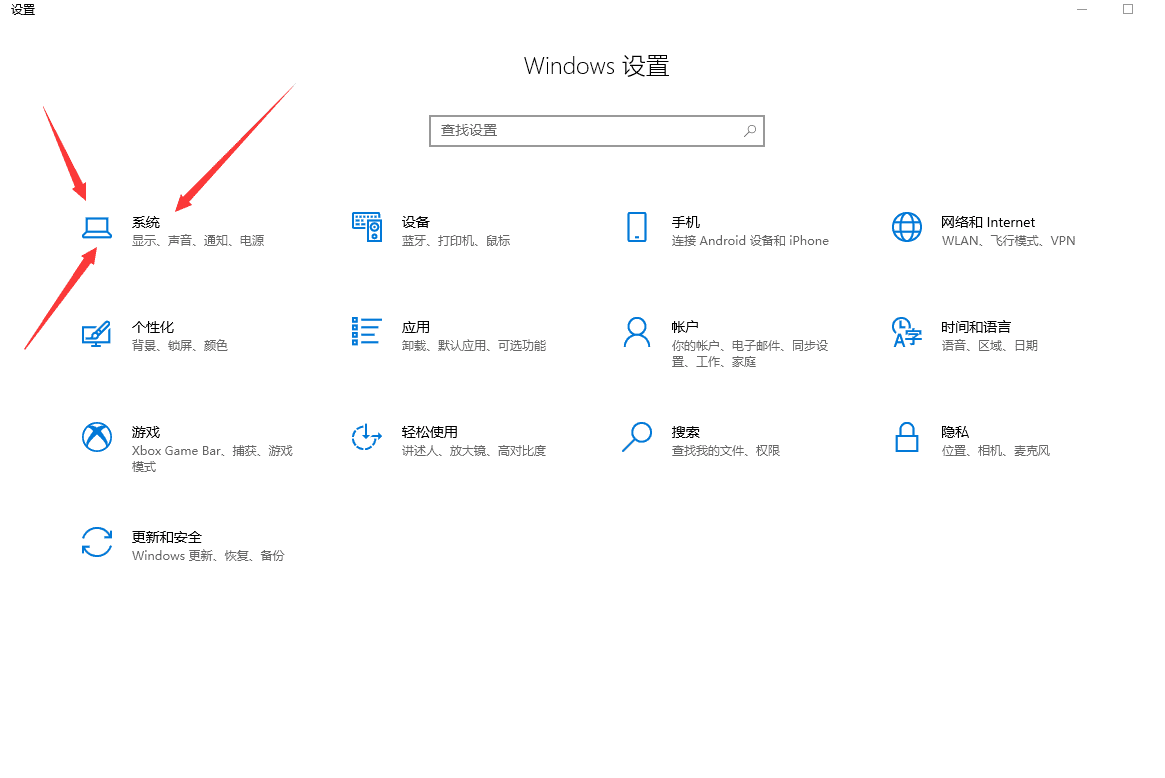 设置
Windows 设置
查找设置
系统
显示、声音、通知、电源
设备
蓝牙、打印机、鼠标
手机
连接 Android 设备和 iPhone
网络和 Internet
WLAN、飞行模式、VPN
个性化
背景、锁屏、颜色
应用
卸载、默认应用、可选功能
帐户
你的帐户、电子邮件、同步设
置、工作、家庭
时间和语言
语音、区域、日期
游戏
Xbox Game Bar、捕获、游戏
模式
轻松使用
讲述人、放大镜、高对比度
搜索
查找我的文件、权限
隐私
位置、相机、麦克风
更新和安全
Windows 更新、恢复、备份